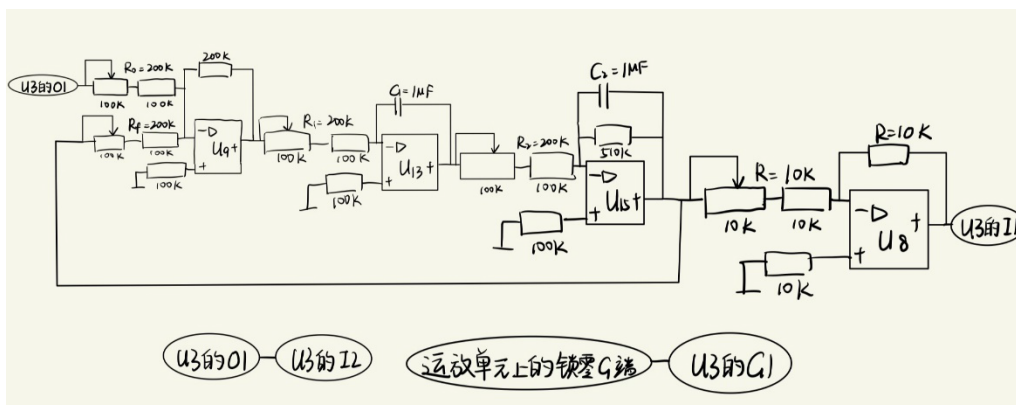 200K
C₂=1MF
U3的O1
R₀=200K
100K
100K
C₁=1MF
R=10K
Rf=200K
100K
100K
-▷
U9+
+
100K
R₁=200K
100K
100K
-▷
U13+
+
100K
R₂=200K
100K
100K
510K
-▷
U15+
+
100K
R=10K
10K
10K
-▷
+
U8
+
10K
U3的I1
U3的O1
U3的I2
运放单元上的锁零G端
U3的G1